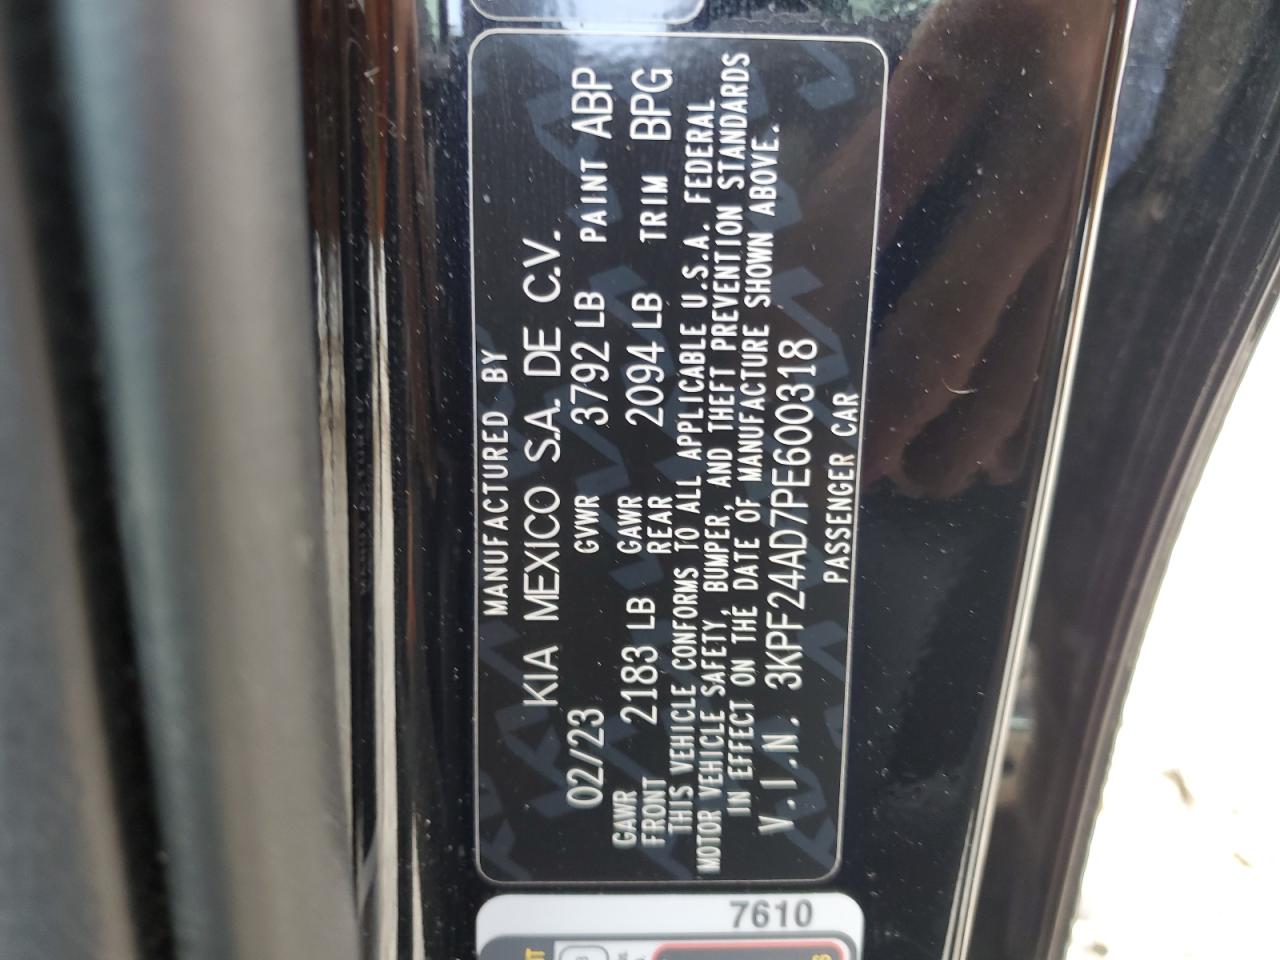 MANUFACTURED BY
KIA MEXICO S.A. DE C.V.
02/23 GVWR 3792 LB PAINT ABP
GAWR FRONT 2183 LB GAWR REAR 2094 LB TRIM BPG
THIS VEHICLE CONFORMS TO ALL APPLICABLE U.S.A. FEDERAL
MOTOR VEHICLE SAFETY, BUMPER, AND THEFT PREVENTION STANDARDS
IN EFFECT ON THE DATE OF MANUFACTURE SHOWN ABOVE.
V.I.N. 3KPF24AD7PE600318
PASSENGER CAR
7610